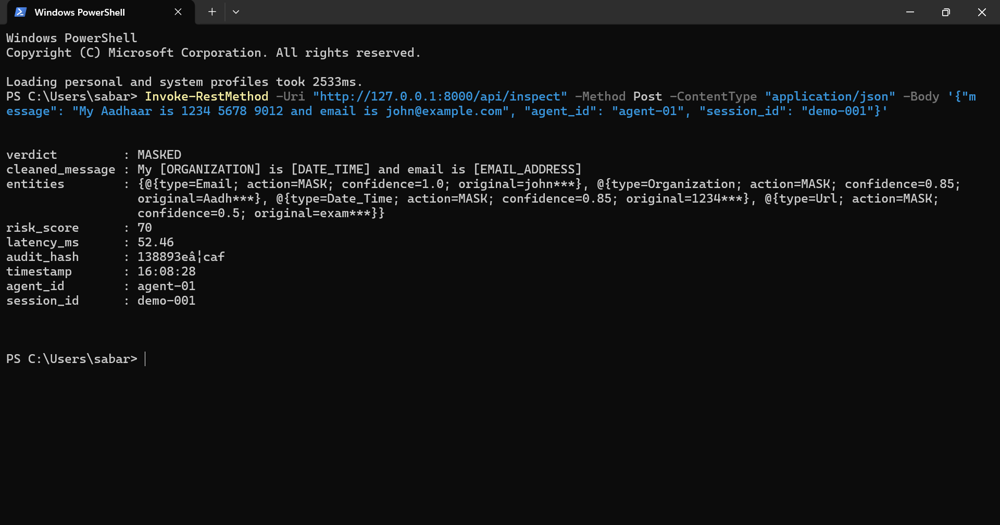 Windows PowerShell
Windows PowerShell
Copyright (C) Microsoft Corporation. All rights reserved.
Loading personal and system profiles took 2533ms.
PS C:\Users\sabar> Invoke-RestMethod -Uri "http://127.0.0.1:8000/api/inspect" -Method Post -ContentType "application/json" -Body '{"m
essage": "My Aadhaar is 1234 5678 9012 and email is john@example.com", "agent_id": "agent-01", "session_id": "demo-001"}'
verdict         : MASKED
cleaned_message : My [ORGANIZATION] is [DATE_TIME] and email is [EMAIL_ADDRESS]
entities        : {@{type=Email; action=MASK; confidence=1.0; original=john***}, @{type=Organization; action=MASK; confidence=0.85;
                  original=Aadh***}, @{type=Date_Time; action=MASK; confidence=0.85; original=1234***}, @{type=Url; action=MASK;
                  confidence=0.5; original=exam***}}
risk_score      : 70
latency_ms      : 52.46
audit_hash      : 138893eâ¦caf
timestamp       : 16:08:28
agent_id        : agent-01
session_id      : demo-001
PS C:\Users\sabar>